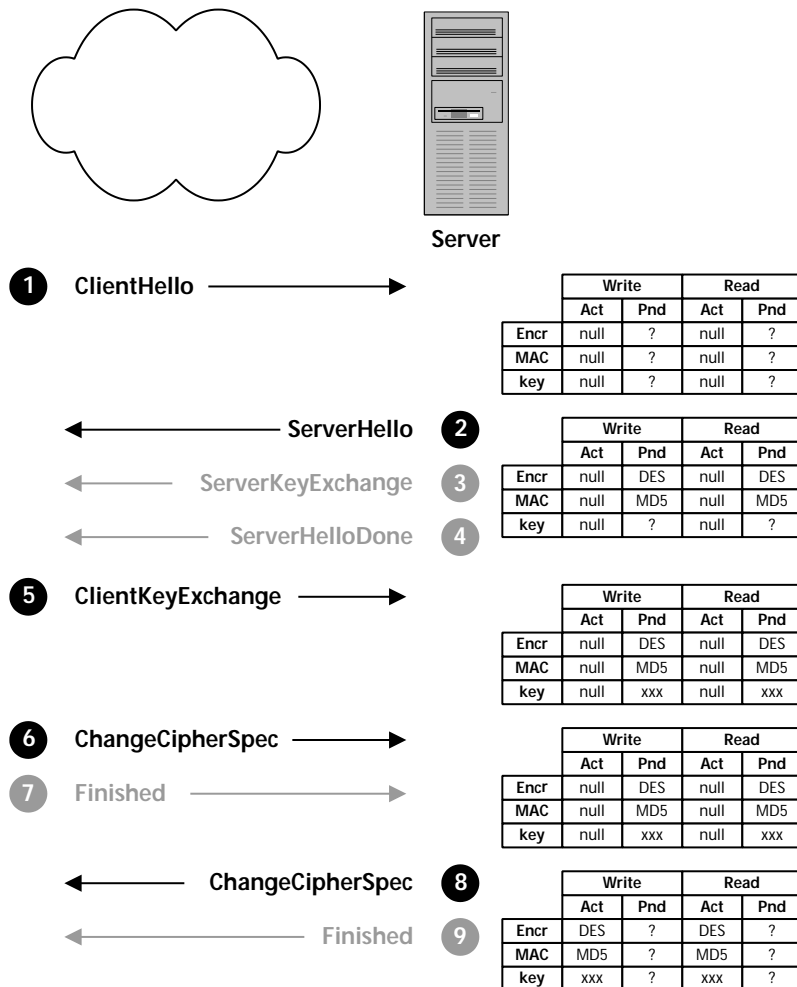 Server
1 ClientHello
Write Read
Act Pnd Act Pnd
Encr null ? null ?
MAC null ? null ?
key null ? null ?
ServerHello 2
ServerKeyExchange 3
ServerHelloDone 4
Write Read
Act Pnd Act Pnd
Encr null DES null DES
MAC null MD5 null MD5
key null ? null ?
5 ClientKeyExchange
Write Read
Act Pnd Act Pnd
Encr null DES null DES
MAC null MD5 null MD5
key null xxx null xxx
6 ChangeCipherSpec
7 Finished
Write Read
Act Pnd Act Pnd
Encr null DES null DES
MAC null MD5 null MD5
key null xxx null xxx
ChangeCipherSpec 8
Finished 9
Write Read
Act Pnd Act Pnd
Encr DES ? DES ?
MAC MD5 ? MD5 ?
key xxx ? xxx ?